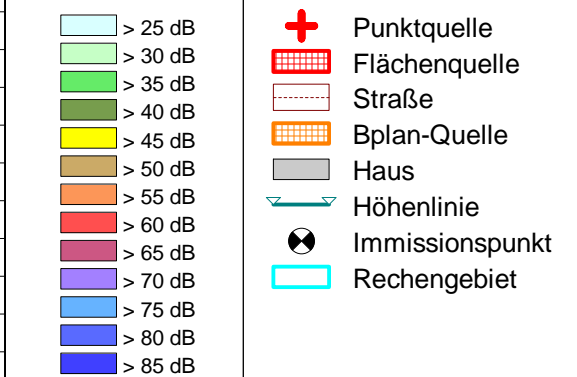 > 25 dB
> 30 dB
> 35 dB
> 40 dB
> 45 dB
> 50 dB
> 55 dB
> 60 dB
> 65 dB
> 70 dB
> 75 dB
> 80 dB
> 85 dB
Punktquelle
Flächenquelle
Straße
Bplan-Quelle
Haus
Höhenlinie
Immissionspunkt
Rechengebiet